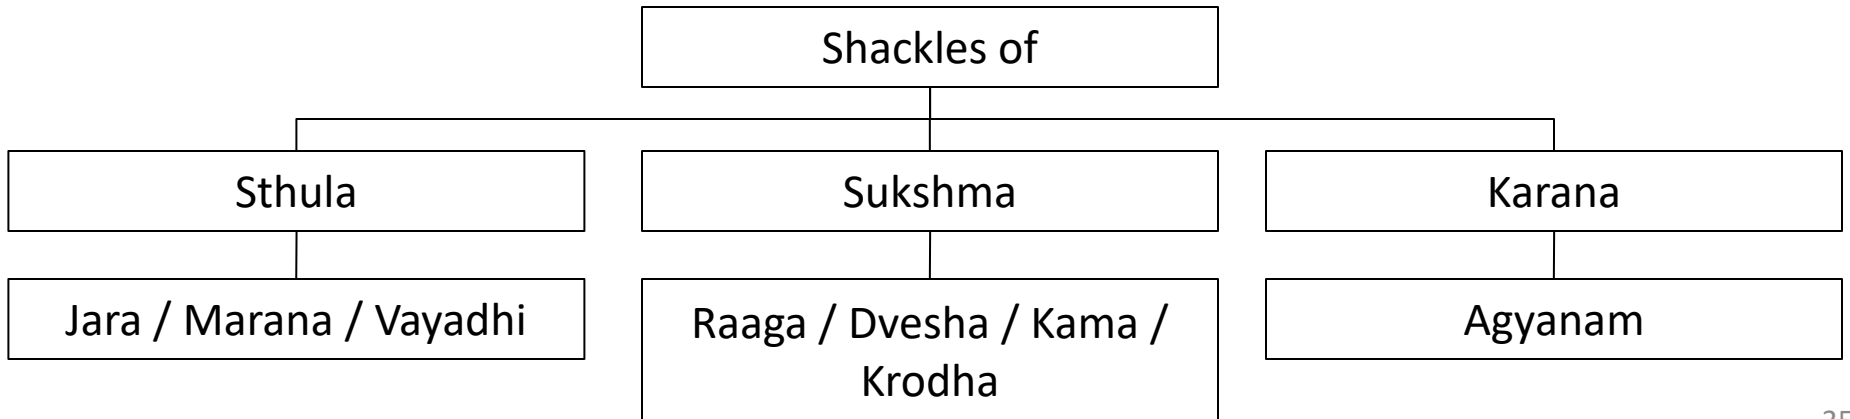 Shackles of
Sthula
Sukshma
Karana
Jara / Marana / Vayadhi
Raaga / Dvesha / Kama /
Krodha
Agyanam